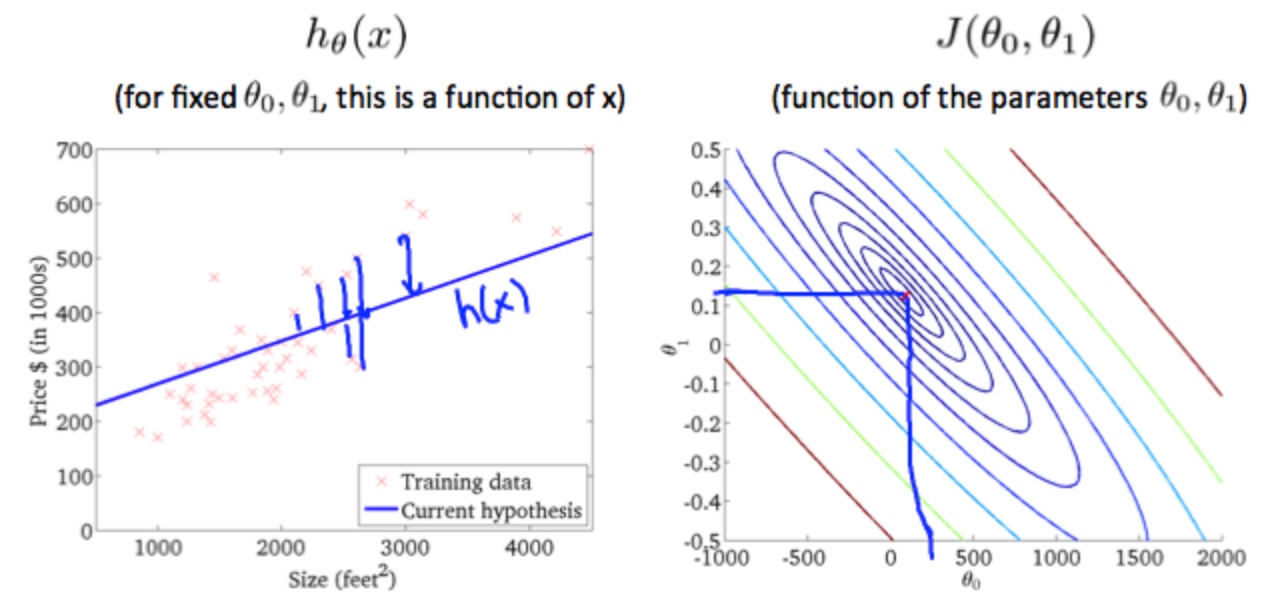 hθ(x)
(for fixed θ0, θ1, this is a function of x)
700
600
500
400
300
200
100
0
Price $ (in 1000s)
1000
2000
3000
4000
Size (feet²)
h(x)
Training data
Current hypothesis
J(θ0, θ1)
(function of the parameters θ0, θ1)
0.5
0.4
0.3
0.2
0.1
0
-0.1
-0.2
-0.3
-0.4
-0.5
θ1
-1000
-500
0
500
1000
1500
2000
θ0